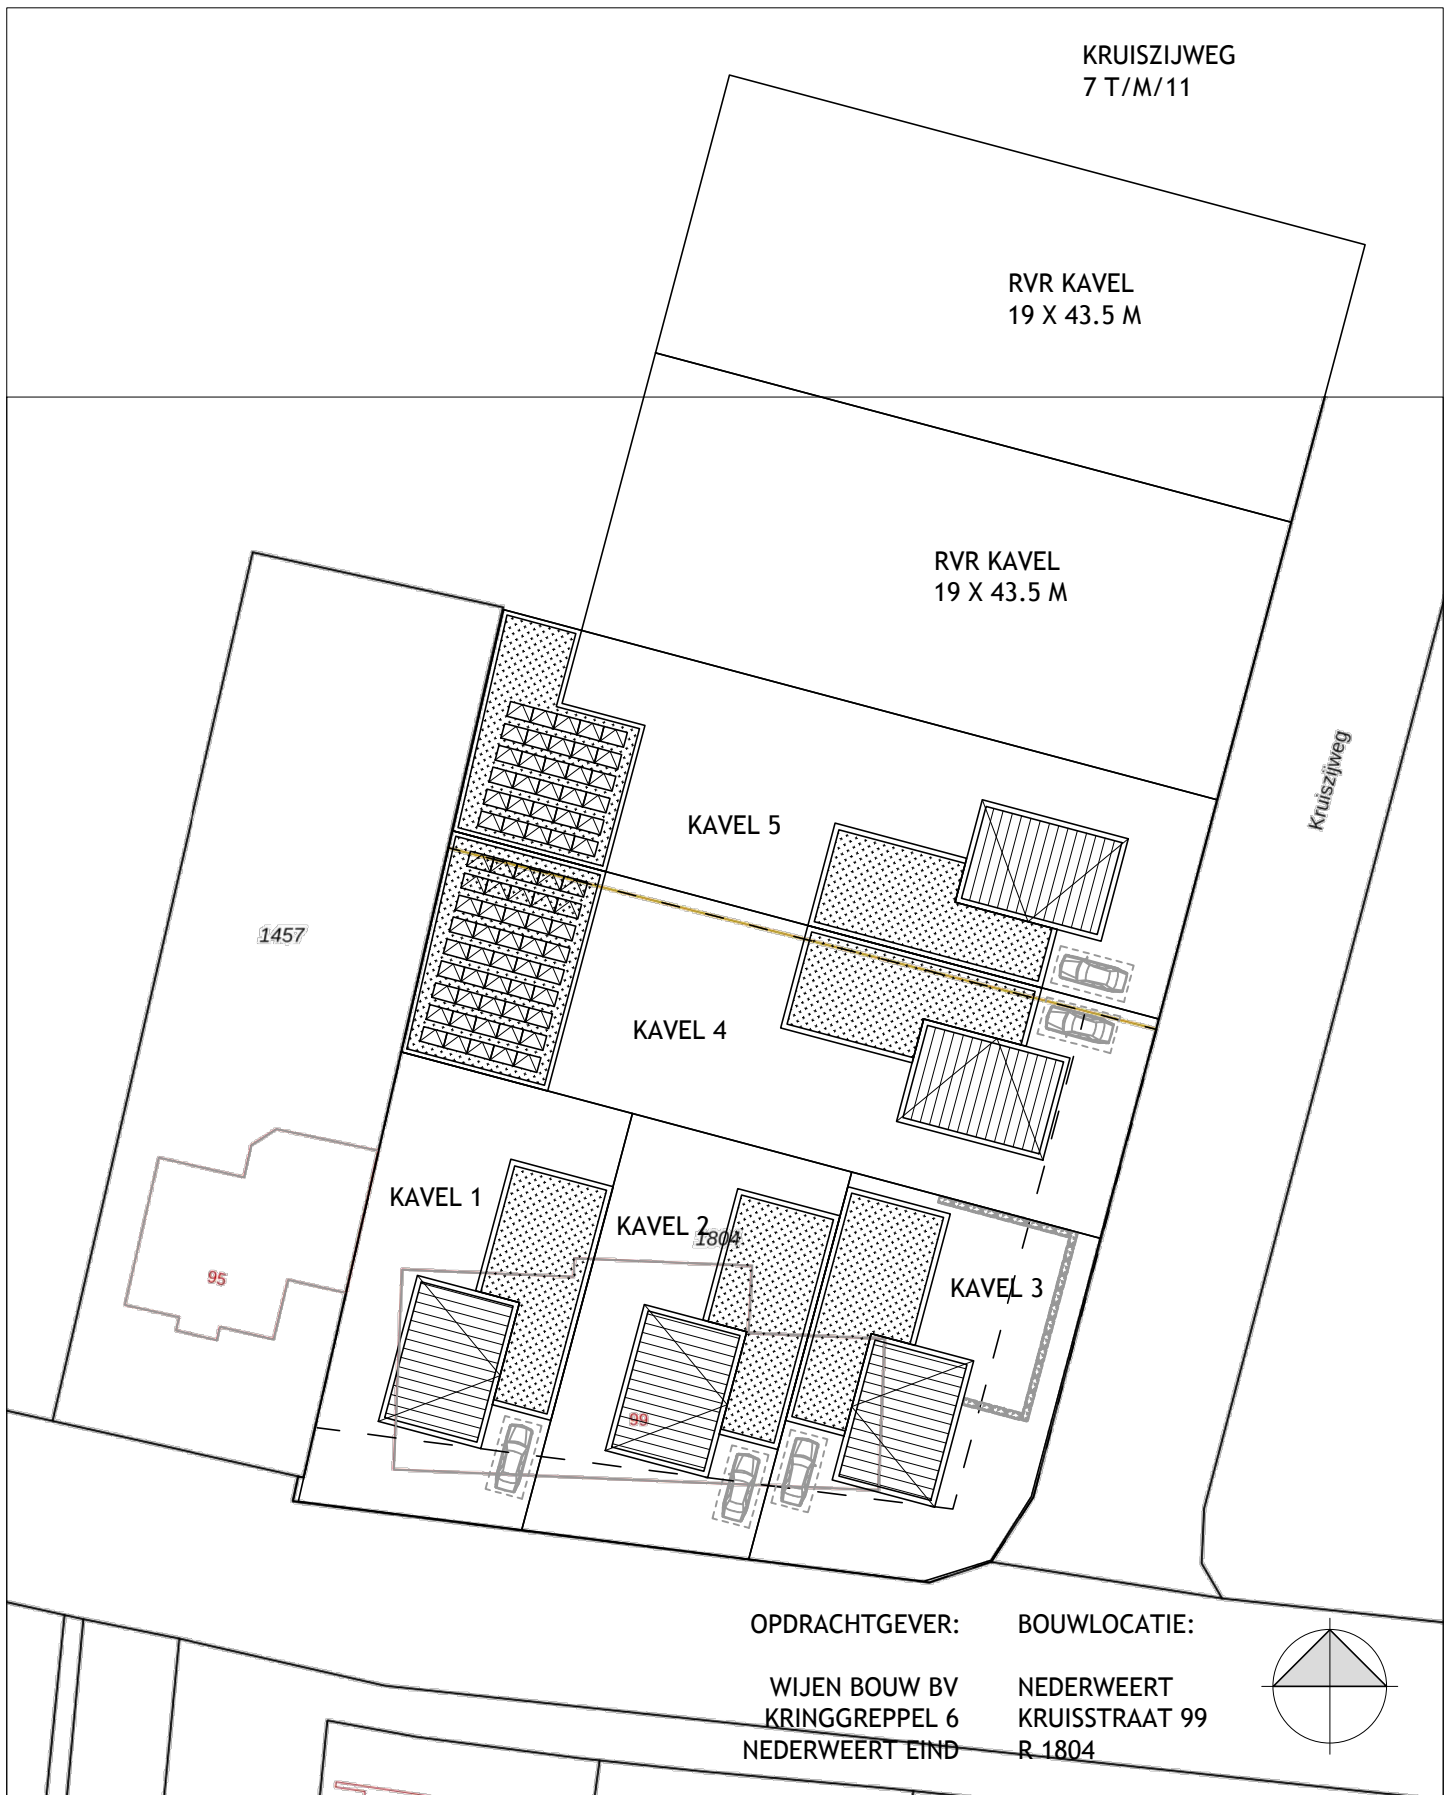 KRUISZIJWEG
7 T/M/11
RVR KAVEL
19 X 43.5 M
RVR KAVEL
19 X 43.5 M
Kruiszijweg
KAVEL 5
1457
KAVEL 4
KAVEL 1
KAVEL 2
1804
95
KAVEL 3
99
OPDRACHTGEVER:
WIJEN BOUW BV
KRINGGREPPEL 6
NEDERWEERT EIND
BOUWLOCATIE:
NEDERWEERT
KRUISSTRAAT 99
R 1804